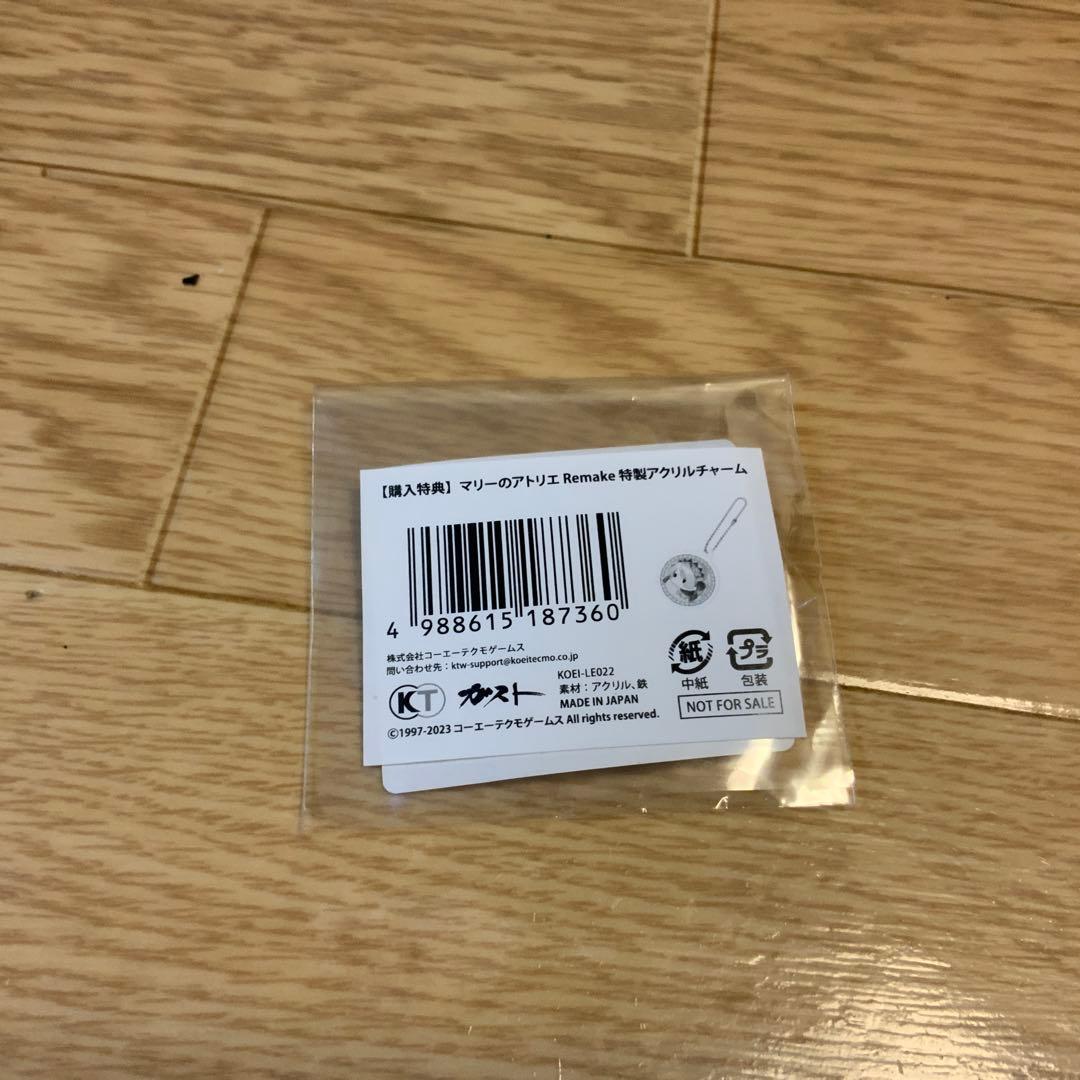 【購入特典】マリーのアトリエ Remake 特製アクリルチャーム
4 988615 187360
株式会社コーエーテクモゲームス
問い合わせ先：ktw-support@koeitecmo.co.jp
KT
ガスト
KOEI-LE022
素材：アクリル、鉄
MADE IN JAPAN
紙
中紙
プラ
包装
NOT FOR SALE
©1997-2023 コーエーテクモゲームス All rights reserved.